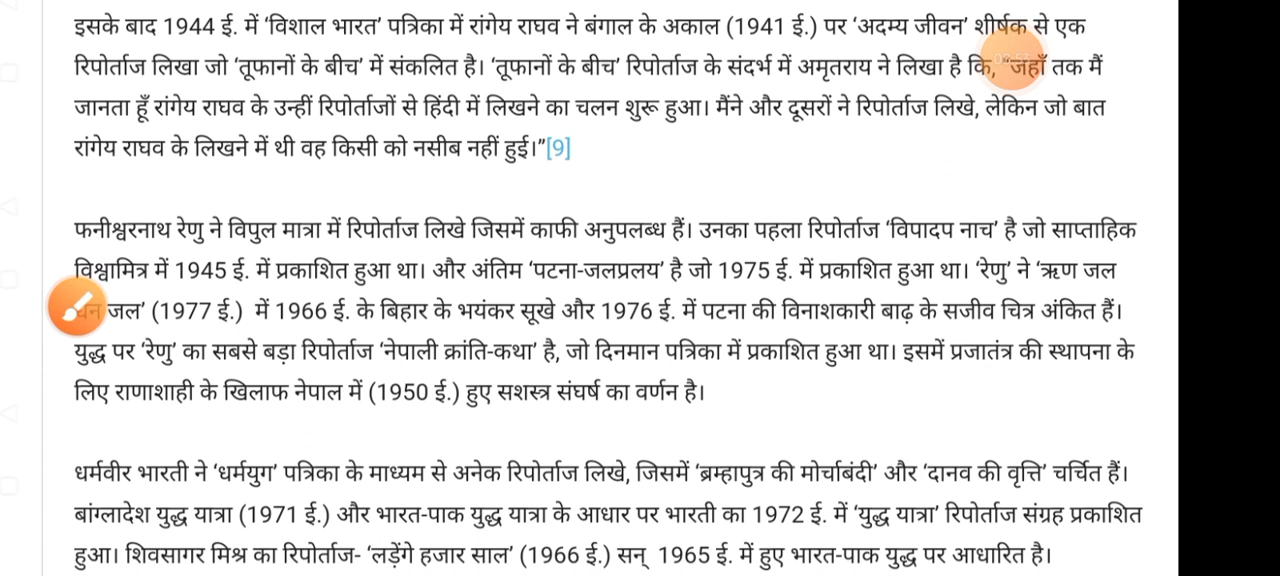 इसके बाद 1944 ई. में ‘विशाल भारत’ पत्रिका में रांगेय राघव ने बंगाल के अकाल (1941 ई.) पर ‘अदम्य जीवन’ शीर्षक से एक
रिपोर्ताज लिखा जो ‘तूफानों के बीच’ में संकलित है। ‘तूफानों के बीच’ रिपोर्ताज के संदर्भ में अमृतराय ने लिखा है कि, “जहाँ तक मैं
जानता हूँ रांगेय राघव के उन्हीं रिपोर्ताजों से हिंदी में लिखने का चलन शुरू हुआ। मैंने और दूसरों ने रिपोर्ताज लिखे, लेकिन जो बात
रांगेय राघव के लिखने में थी वह किसी को नसीब नहीं हुई।”[9]
फनीश्वरनाथ रेणु ने विपुल मात्रा में रिपोर्ताज लिखे जिसमें काफी अनुपलब्ध हैं। उनका पहला रिपोर्ताज ‘विपादप नाच’ है जो साप्ताहिक
विश्वामित्र में 1945 ई. में प्रकाशित हुआ था। और अंतिम ‘पटना-जलप्रलय’ है जो 1975 ई. में प्रकाशित हुआ था। ‘रेणु’ ने ‘ऋण जल
जल’ (1977 ई.) में 1966 ई. के बिहार के भयंकर सूखे और 1976 ई. में पटना की विनाशकारी बाढ़ के सजीव चित्र अंकित हैं।
युद्ध पर ‘रेणु’ का सबसे बड़ा रिपोर्ताज ‘नेपाली क्रांति-कथा’ है, जो दिनमान पत्रिका में प्रकाशित हुआ था। इसमें प्रजातंत्र की स्थापना के
लिए राणाशाही के खिलाफ नेपाल में (1950 ई.) हुए सशस्त्र संघर्ष का वर्णन है।
धर्मवीर भारती ने ‘धर्मयुग’ पत्रिका के माध्यम से अनेक रिपोर्ताज लिखे, जिसमें ‘ब्रम्हापुत्र की मोर्चाबंदी’ और ‘दानव की वृत्ति’ चर्चित हैं।
बांग्लादेश युद्ध यात्रा (1971 ई.) और भारत-पाक युद्ध यात्रा के आधार पर भारती का 1972 ई. में ‘युद्ध यात्रा’ रिपोर्ताज संग्रह प्रकाशित
हुआ। शिवसागर मिश्र का रिपोर्ताज- ‘लड़ेंगे हजार साल’ (1966 ई.) सन् 1965 ई. में हुए भारत-पाक युद्ध पर आधारित है।